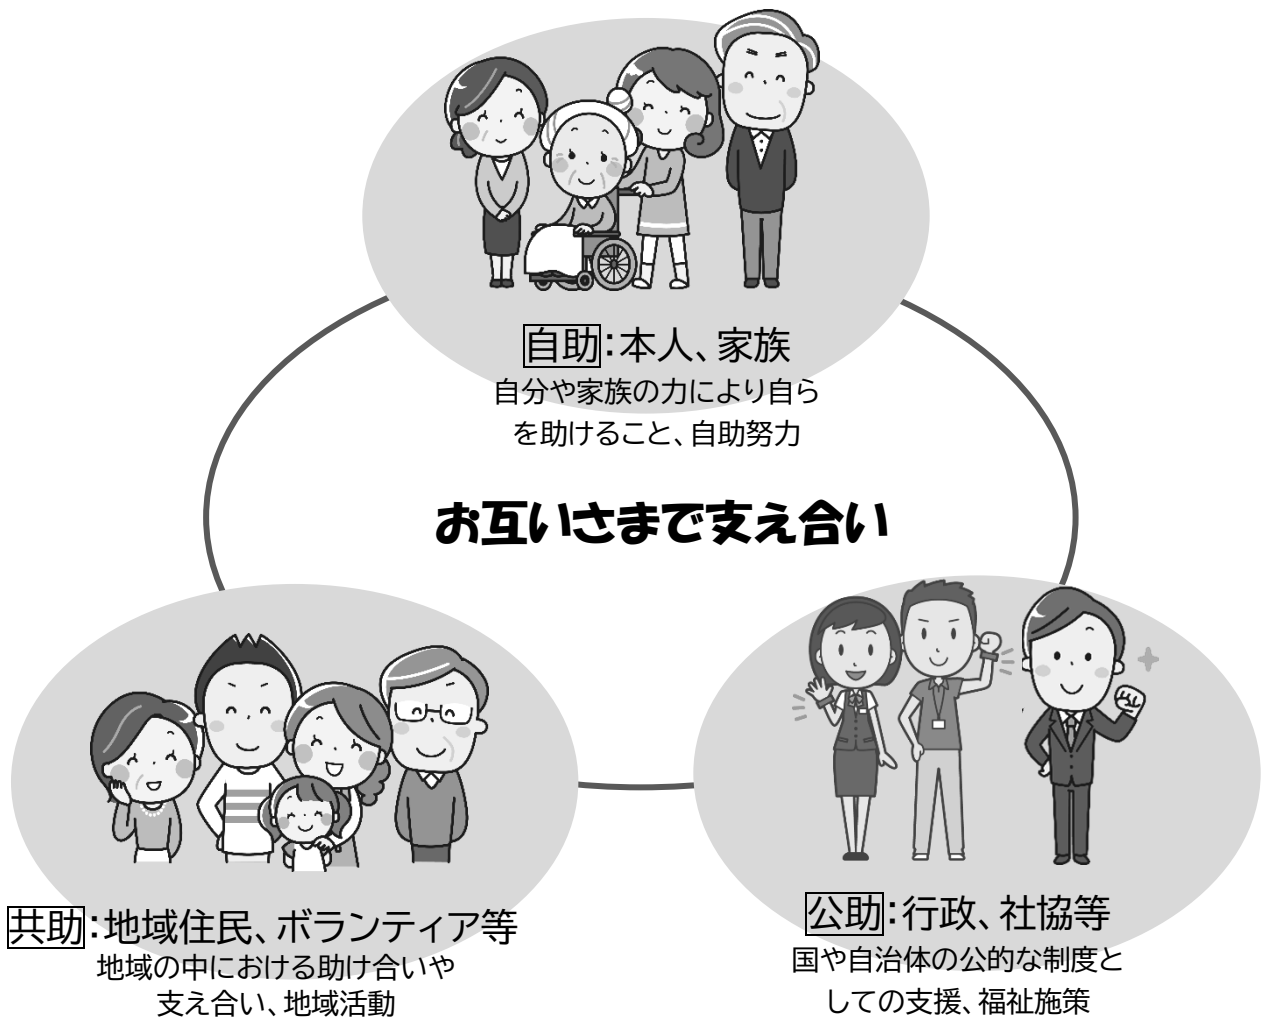 自助：本人、家族
自分や家族の力により自ら
を助けること、自助努力
お互いさまで支え合い
共助：地域住民、ボランティア等
地域の中における助け合いや
支え合い、地域活動
公助：行政、社協等
国や自治体の公的な制度と
しての支援、福祉施策